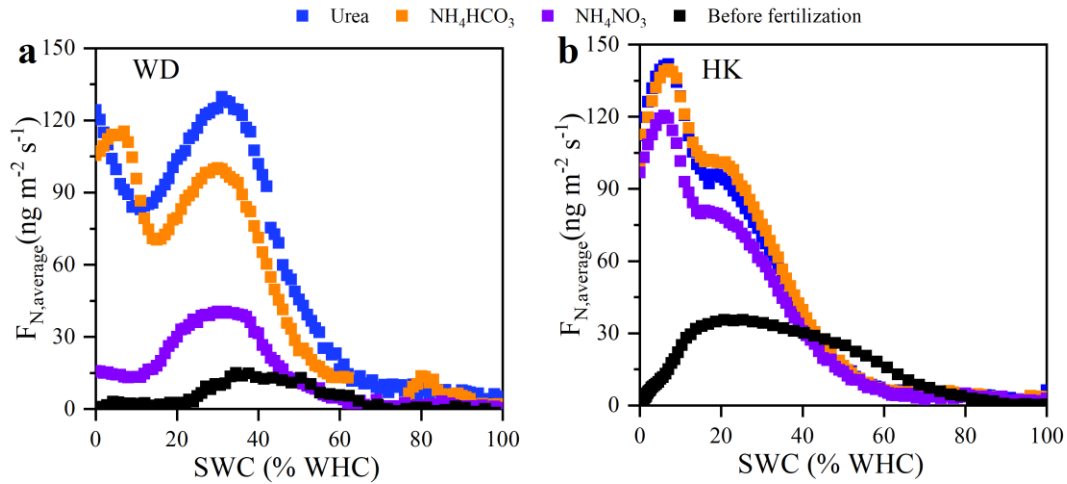 Urea NH₄HCO₃ NH₄NO₃ Before fertilization
a b
WD HK
150 150
120 120
90 90
60 60
30 30
0 0
F_N,average(ng m⁻² s⁻¹) F_N,average(ng m⁻² s⁻¹)
0 20 40 60 80 100 0 20 40 60 80 100
SWC (% WHC) SWC (% WHC)